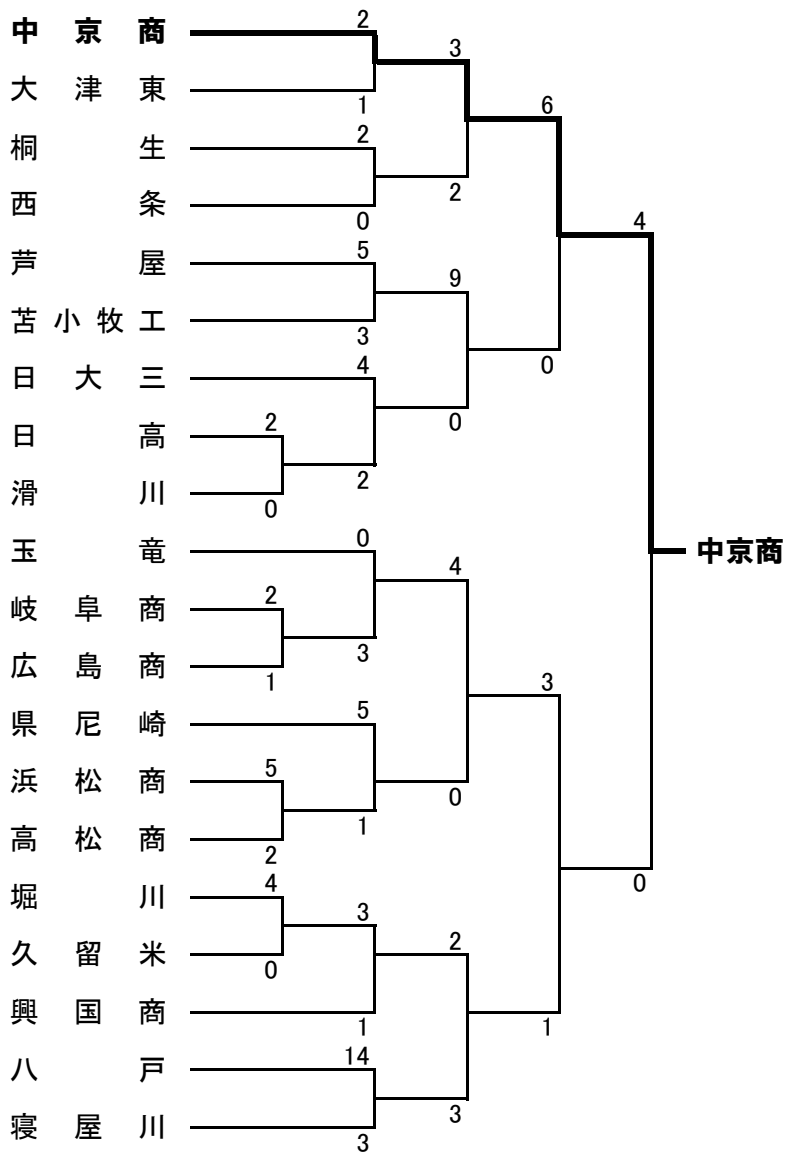 2
中京商
3
大津東
1
6
2
桐生
2
西条
0
4
5
芦屋
9
苫小牧工
3
0
4
日大三
2
0
日高
2
滑川
0
0
玉竜
中京商
4
2
岐阜商
3
広島商
1
3
5
県尼崎
5
0
浜松商
1
高松商
2
0
4
堀川
3
2
久留米
0
興国商
1
1
14
八戸
3
寝屋川
3